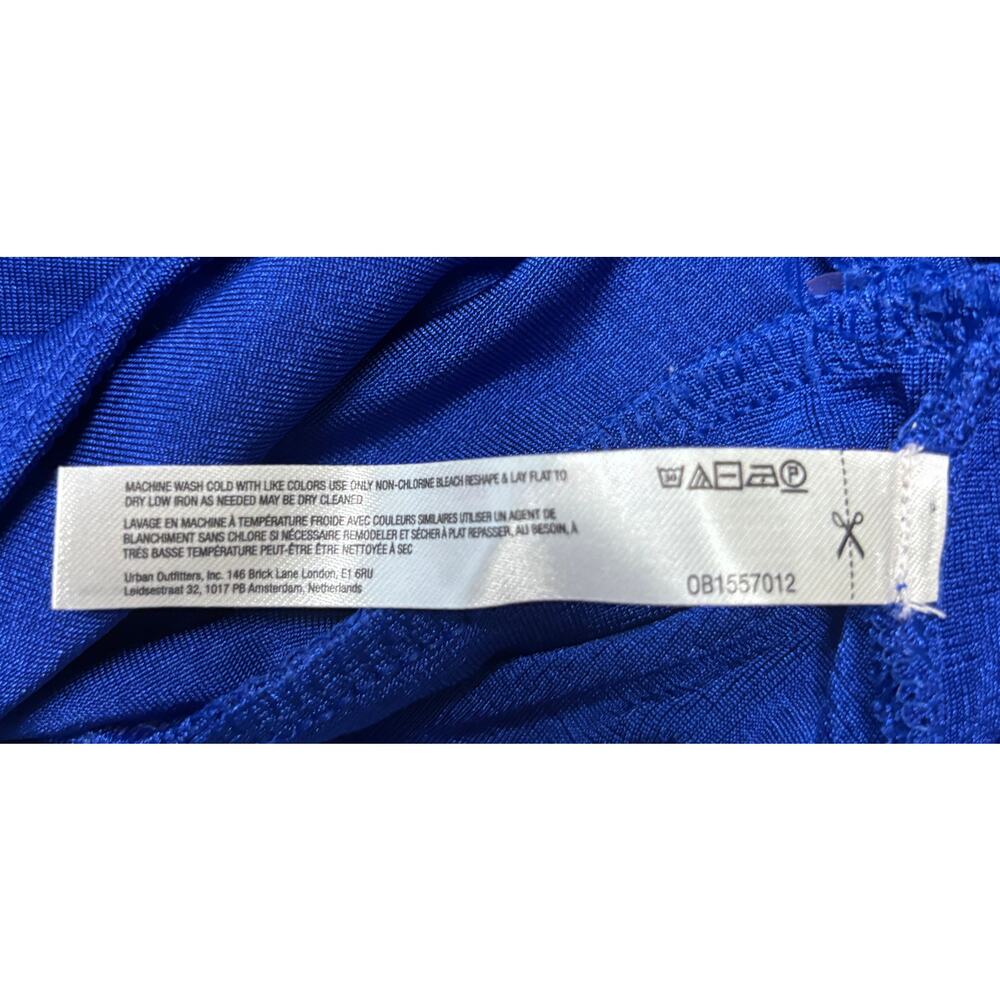 MACHINE WASH COLD WITH LIKE COLORS USE ONLY NON-CHLORINE BLEACH RESHAPE & LAY FLAT TO
DRY LOW IRON AS NEEDED MAY BE DRY CLEANED
LAVAGE EN MACHINE À TEMPÉRATURE FROIDE AVEC COULEURS SIMILAIRES UTILISER UN AGENT DE
BLANCHIMENT SANS CHLORE SI NÉCESSAIRE REMODELER ET SÉCHER À PLAT REPASSER, AU BESOIN, À
TRÉS BASSE TEMPÉRATURE PEUT-ÊTRE ÊTRE NETTOYÉE À SEC
Urban Outfitters, Inc. 146 Brick Lane London, E1 6RU
Leidsestraat 32, 1017 PB Amsterdam, Netherlands
30
P
OB1557012